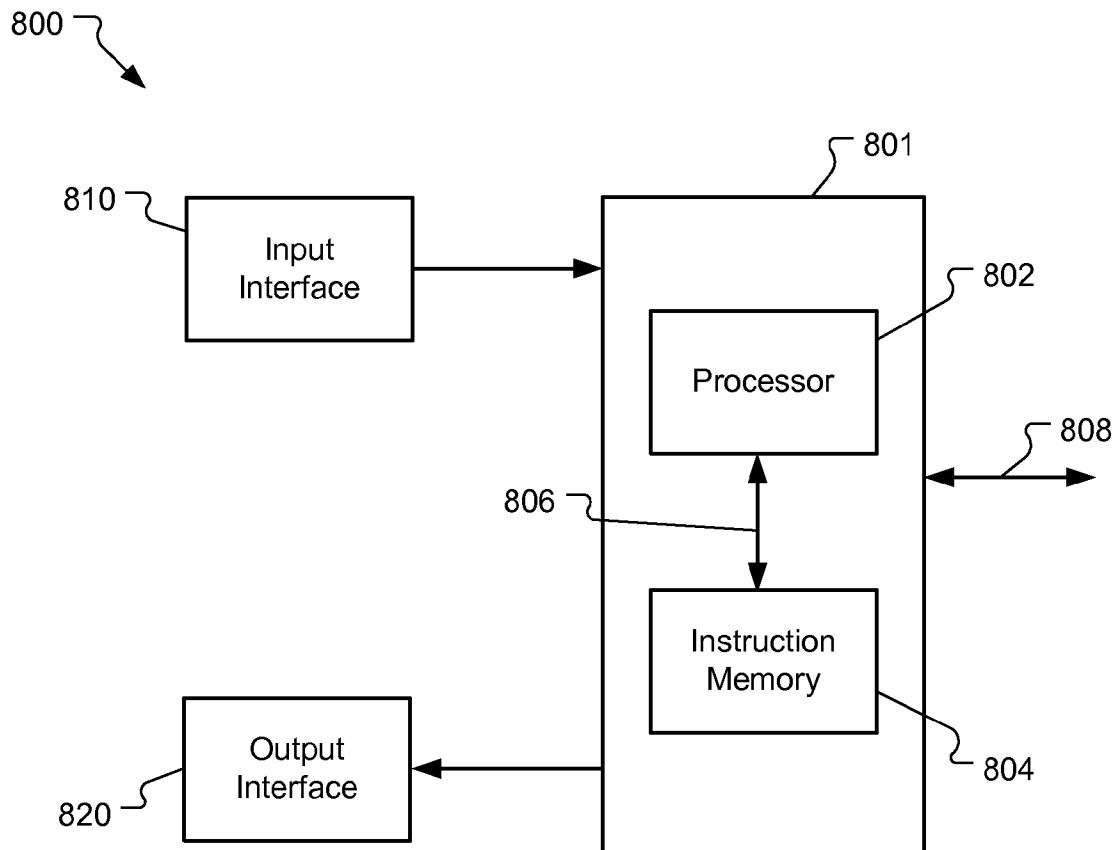 800
801
810
Input
Interface
802
Processor
808
806
Instruction
Memory
Output
Interface
804
820